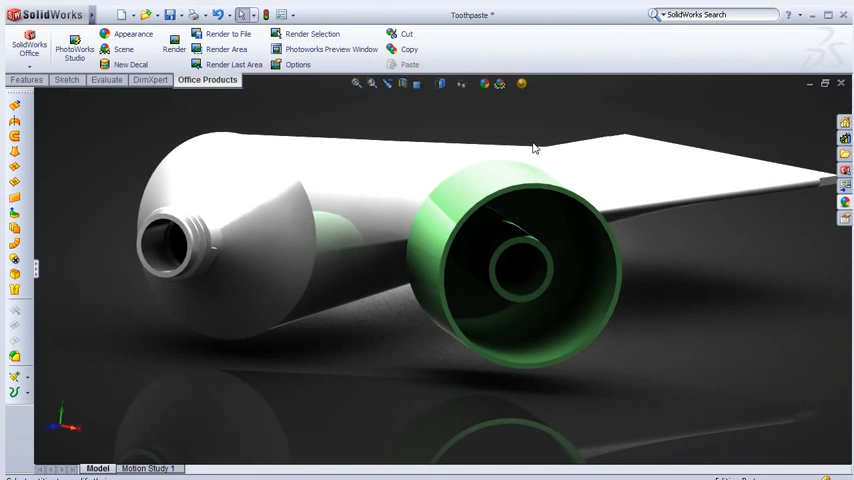 SolidWorks
Toothpaste *
SolidWorks Search
SolidWorks
Office
PhotoWorks
Studio
Appearance
Scene
New Decal
Render
Render to File
Render Area
Render Last Area
Render Selection
Photoworks Preview Window
Options
Cut
Copy
Paste
Features
Sketch
Evaluate
DimXpert
Office Products
Model
Motion Study 1